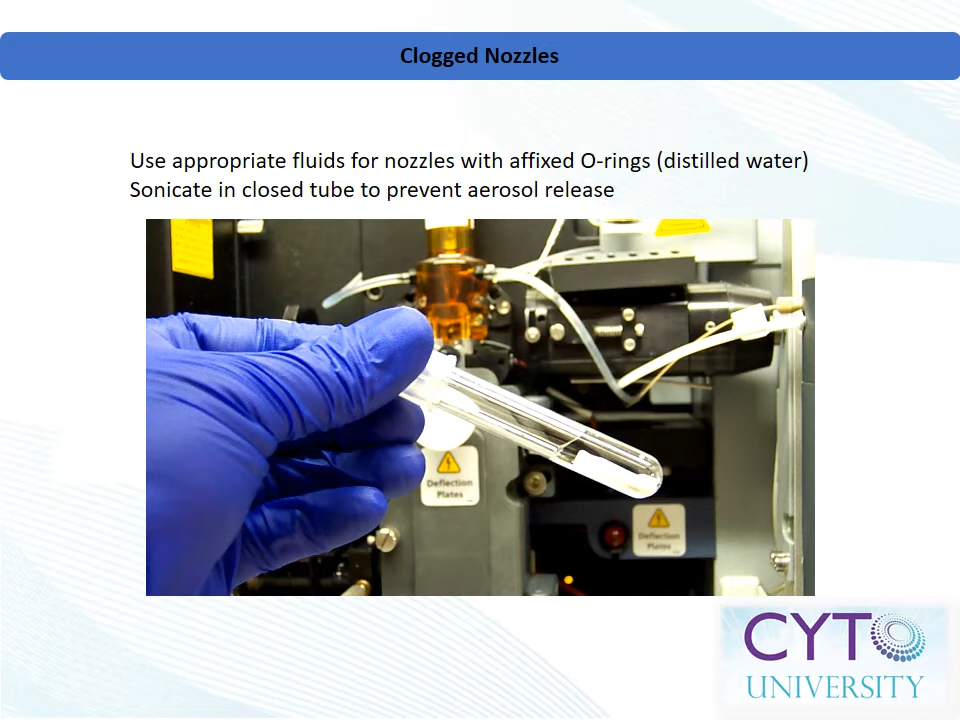 Clogged Nozzles
Use appropriate fluids for nozzles with affixed O-rings (distilled water)
Sonicate in closed tube to prevent aerosol release
Deflection
Plates
Deflection
Plates
CYTO
UNIVERSITY